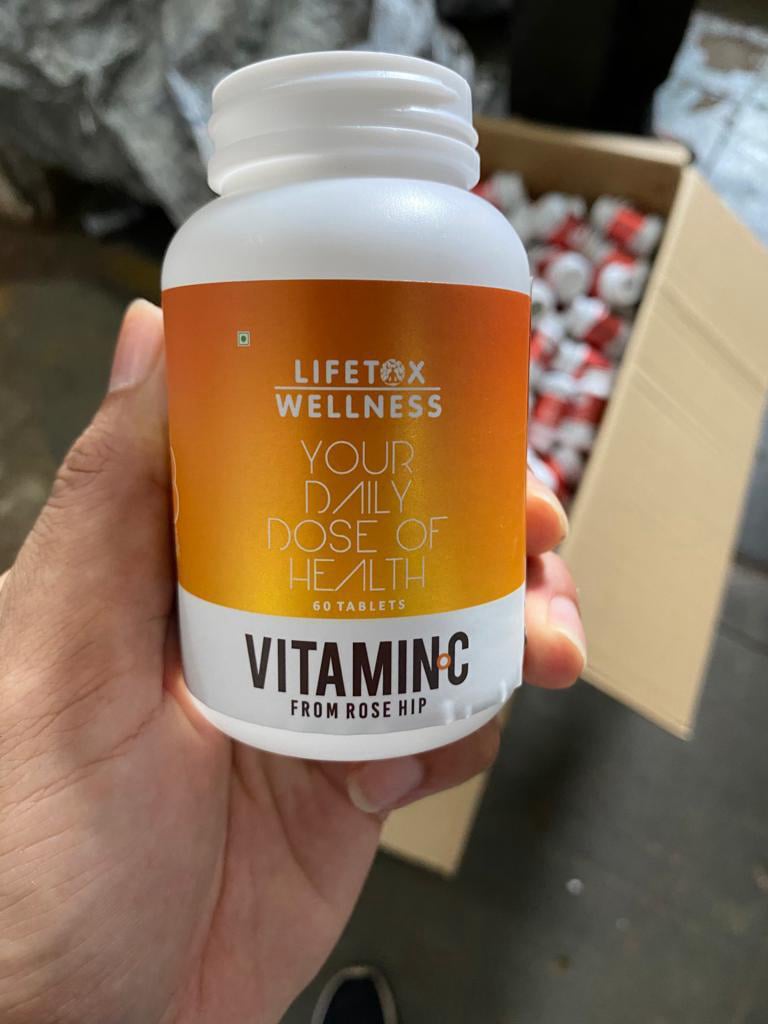 LIFETOX
WELLNESS
YOUR
DAILY
DOSE OF
HEALTH
60 TABLETS
VITAMIN C
FROM ROSE HIP